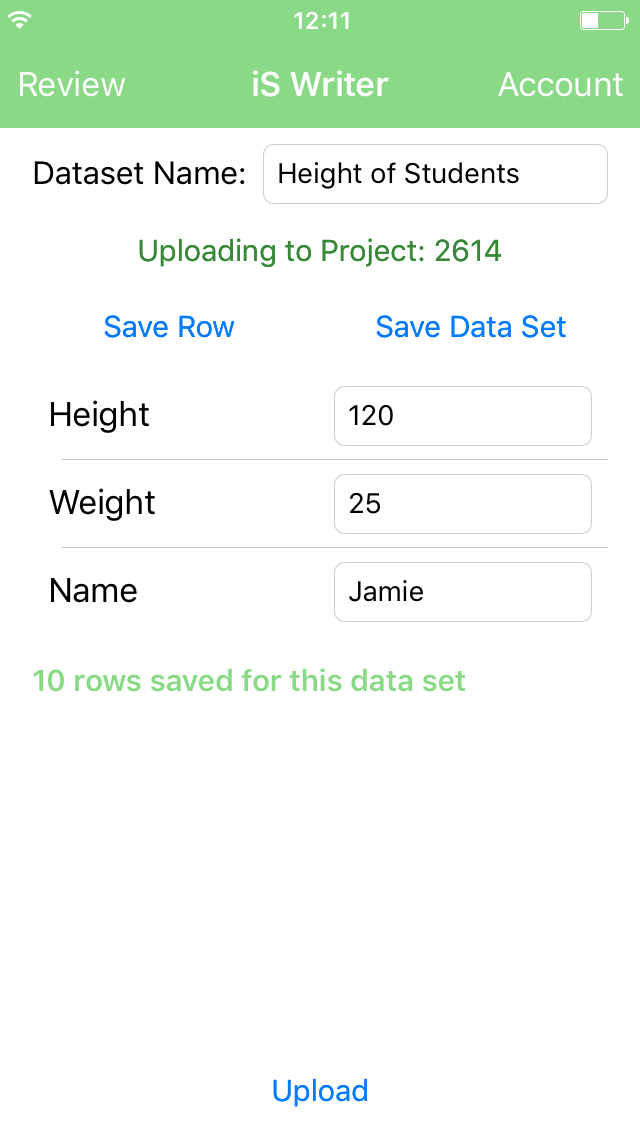 12:11
Review iS Writer Account
Dataset Name: Height of Students
Uploading to Project: 2614
Save Row Save Data Set
Height 120
Weight 25
Name Jamie
10 rows saved for this data set
Upload